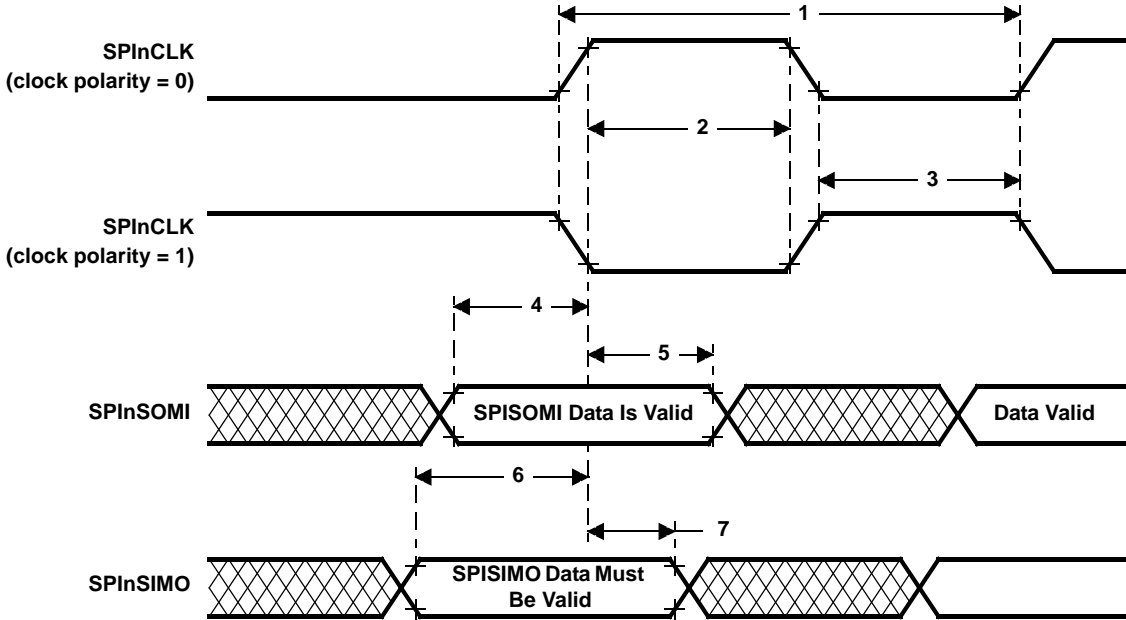 1
SPInCLK
(clock polarity = 0)
2
3
SPInCLK
(clock polarity = 1)
4
5
SPInSOMI
SPISOMI Data Is Valid
Data Valid
6
7
SPInSIMO
SPISIMO Data Must
Be Valid